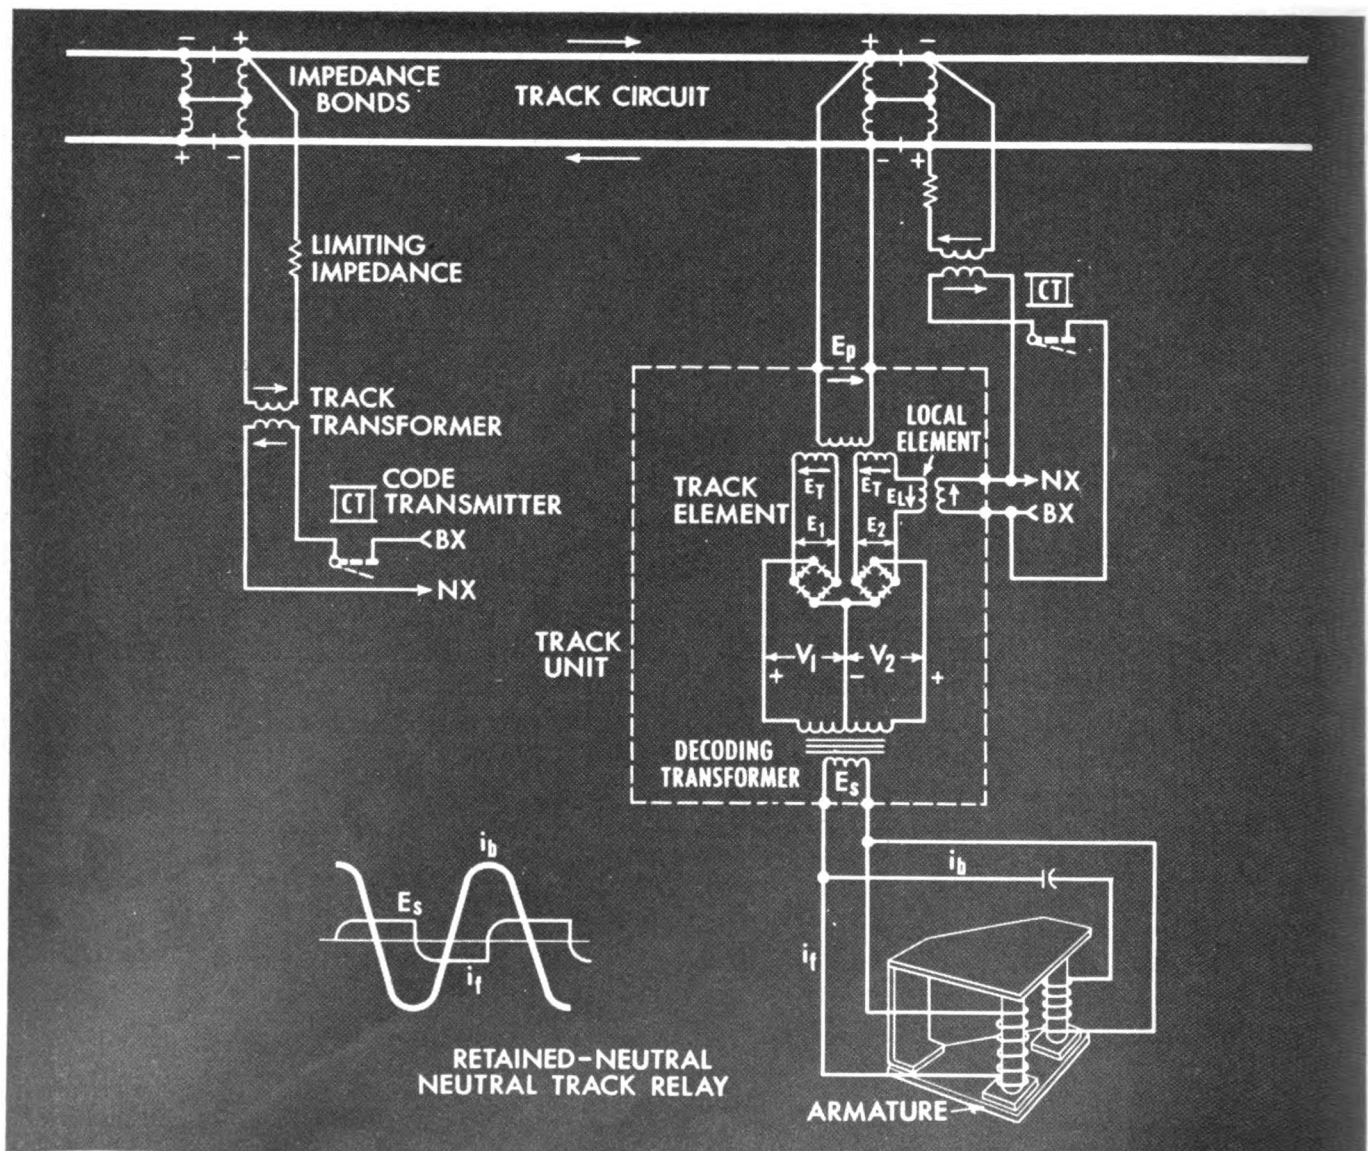 - + + -
IMPEDANCE
BONDS
TRACK CIRCUIT
+ - - +
LIMITING
IMPEDANCE
CT
Ep
TRACK
TRANSFORMER
LOCAL
ELEMENT
CODE
TRANSMITTER
CT
TRACK
ELEMENT
ET ET EL
NX
BX
E1 E2
BX
NX
TRACK
UNIT
V1 V2
+ - +
DECODING
TRANSFORMER
Es
ib
Es
if
ib
if
RETAINED-NEUTRAL
NEUTRAL TRACK RELAY
ARMATURE